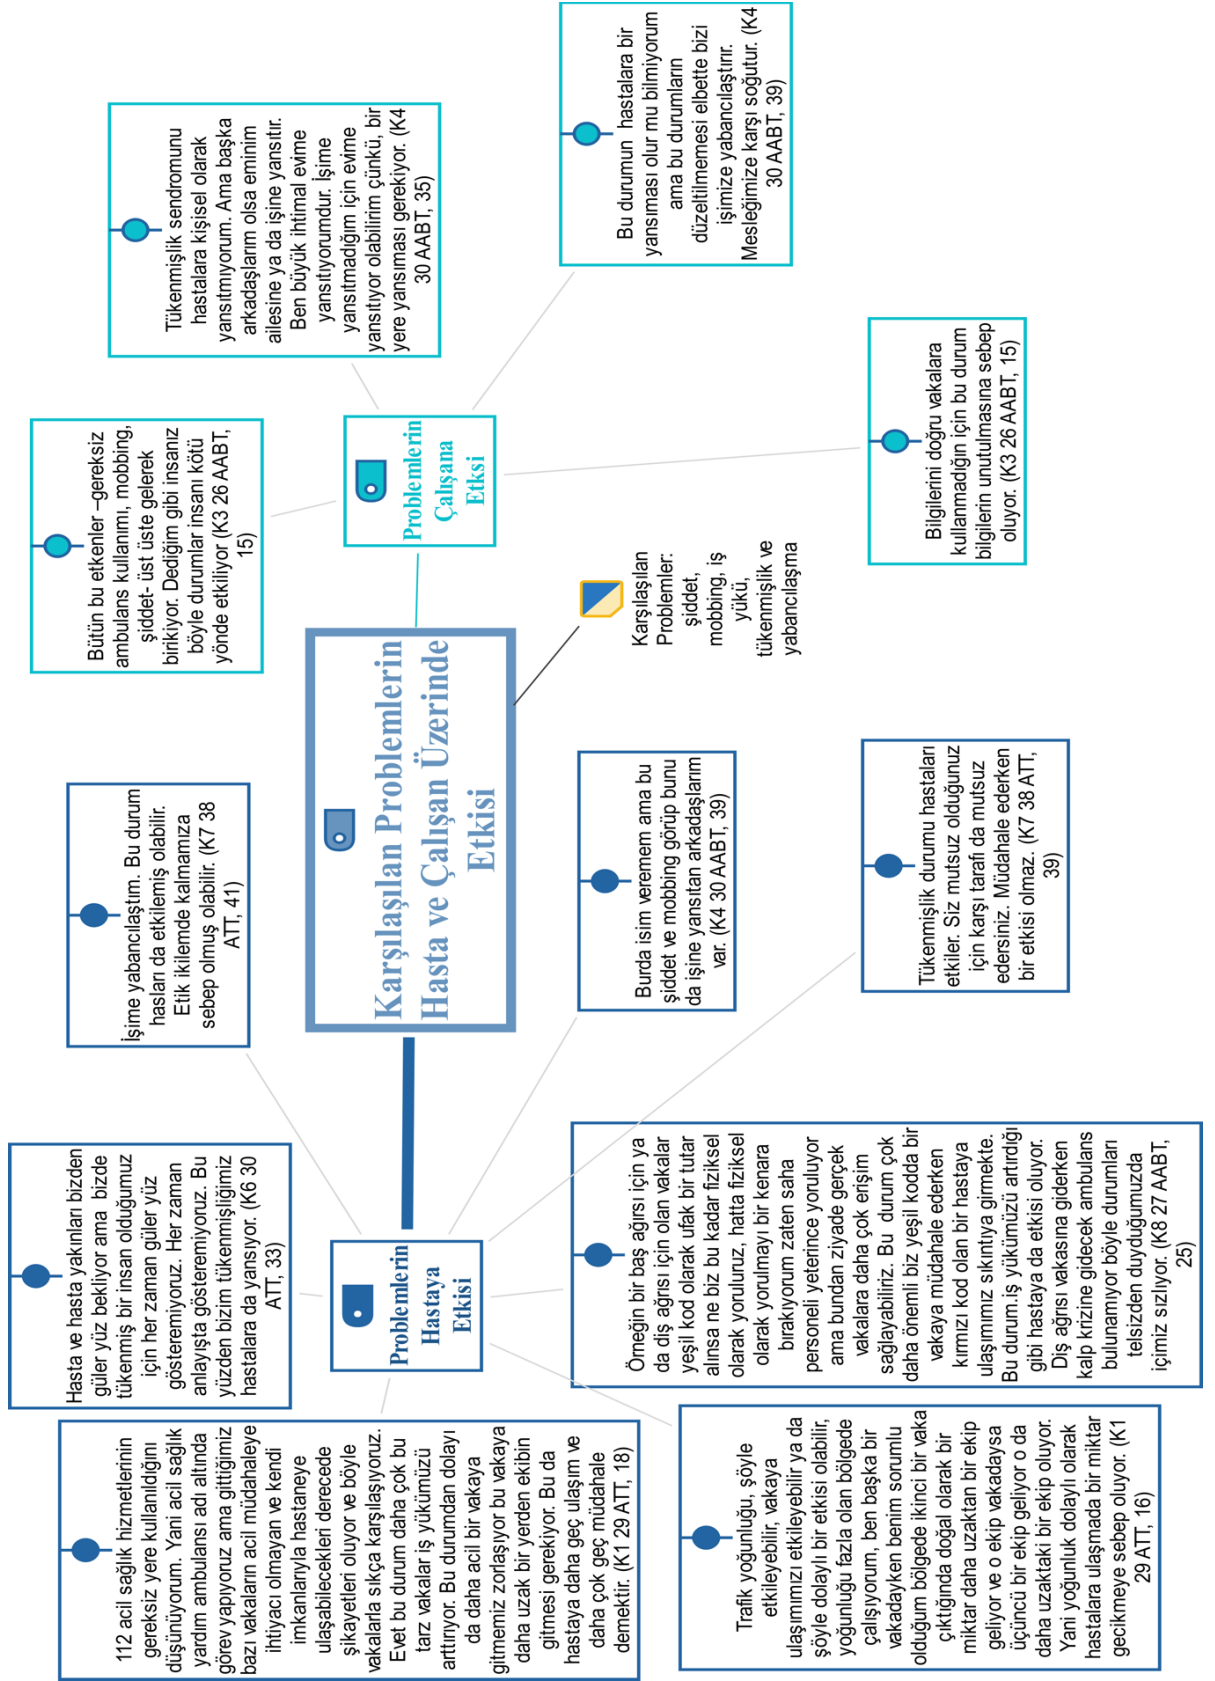 Karşılaşılan Problemlerin
Hasta ve Çalışan Üzerinde
Etkisi
Karşılaşılan
Problemler:
şiddet,
mobbing, iş
yükü,
tükenmişlik ve
yabancılaşma
Problemlerin
Hastaya
Etkisi
112 acil sağlık hizmetlerinin
gereksiz yere kullanıldığını
düşünüyorum. Yani acil sağlık
yardım ambulansı adı altında
görev yapıyoruz ama gittiğimiz
bazı vakaların acil müdahaleye
ihtiyacı olmayan ve kendi
imkanlarıyla hastaneye
ulaşabilecekleri derecede
şikayetleri oluyor ve böyle
vakalarla sıkça karşılaşıyoruz.
Evet bu durum daha çok bu
tarz vakalar iş yükümüzü
arttırıyor. Bu durumdan dolayı
da daha acil bir vakaya
gitmemiz zorlaşıyor bu vakaya
daha uzak bir yerden ekibin
gitmesi gerekiyor. Bu da
hastaya daha geç ulaşım ve
daha çok geç müdahale
demektir. (K1 29 ATT, 18)
Hasta ve hasta yakınları bizden
güler yüz bekliyor ama  bizde
tükenmiş bir insan olduğumuz
için her zaman güler yüz
gösteremiyoruz. Her zaman
anlayışta gösteremiyoruz. Bu
yüzden bizim tükenmişliğimiz
hastalara da yansıyor. (K6 30
ATT, 33)
İşime yabancılaştım. Bu durum
hasları da etkilemiş olabilir.
Etik ikilemde kalmamıza
sebep olmuş olabilir. (K7 38
ATT, 41)
Burda isim veremem ama bu
şiddet ve mobbing görüp bunu
da işine yansıtan arkadaşlarım
var. (K4 30 AABT, 39)
Tükenmişlik durumu hastaları
etkiler. Siz mutsuz olduğunuz
için karşı tarafı da mutsuz
edersiniz. Müdahale ederken
bir etkisi olmaz. (K7 38 ATT,
39)
Örneğin bir baş ağırsı için ya
da diş ağrısı için olan vakalar
yeşil kod olarak ufak bir tutar
alınsa ne biz bu kadar fiziksel
olarak yoruluruz, hatta fiziksel
olarak yorulmayı bir kenara
bırakıyorum zaten saha
personeli yeterince yoruluyor
ama bundan ziyade gerçek
vakalara daha çok erişim
sağlayabiliriz. Bu  durum çok
daha önemli biz yeşil kodda bir
vakaya müdahale ederken
kırmızı kod olan bir hastaya
ulaşımımız sıkıntıya girmekte.
Bu durum.iş yükümüzü artırdığı
gibi hastaya da etkisi oluyor.
Diş ağrısı vakasına giderken
kalp krizine gidecek ambulans
bulunamıyor böyle durumları
telsizden duyduğumuzda
içimiz sızlıyor. (K8 27 AABT,
25)
Trafik yoğunluğu, şöyle
etkileyebilir, vakaya
ulaşımımızı etkileyebilir ya da
şöyle dolaylı bir etkisi olabilir,
yoğunluğu fazla olan bölgede
çalışıyorum, ben başka bir
vakadayken benim sorumlu
olduğum bölgede ikinci bir vaka
çıktığında doğal olarak bir
miktar daha uzaktan bir ekip
geliyor ve o ekip vakadaysa
üçüncü bir ekip geliyor o da
daha uzaktaki bir ekip oluyor.
Yani yoğunluk dolaylı olarak
hastalara ulaşmada bir miktar
gecikmeye sebep oluyor. (K1
29 ATT, 16)
Problemlerin
Çalışana
Etksi
Bütün bu etkenler –gereksiz
ambulans kullanımı, mobbing,
şiddet- üst üste gelerek
birikiyor. Dediğim gibi insanız
böyle durumlar insanı kötü
yönde etkiliyor (K3 26 AABT,
15)
Tükenmişlik sendromunu
hastalara kişisel olarak
yansıtmıyorum. Ama başka
arkadaşlarım olsa eminim
ailesine ya da işine yansıtır.
Ben büyük ihtimal evime
yansıtıyorumdur. İşime
yansıtmadığım için evime
yansıtıyor olabilirim çünkü, bir
yere yansıması gerekiyor. (K4
30 AABT, 35)
Bu durumun  hastalara bir
yansıması olur mu bilmiyorum
ama bu durumların
düzeltilmemesi elbette bizi
işimize yabancılaştırır.
Mesleğimize karşı soğutur. (K4
30 AABT, 39)
Bilgilerini doğru vakalara
kullanmadığın için bu durum
bilgilerin unutulmasına sebep
oluyor. (K3 26 AABT, 15)